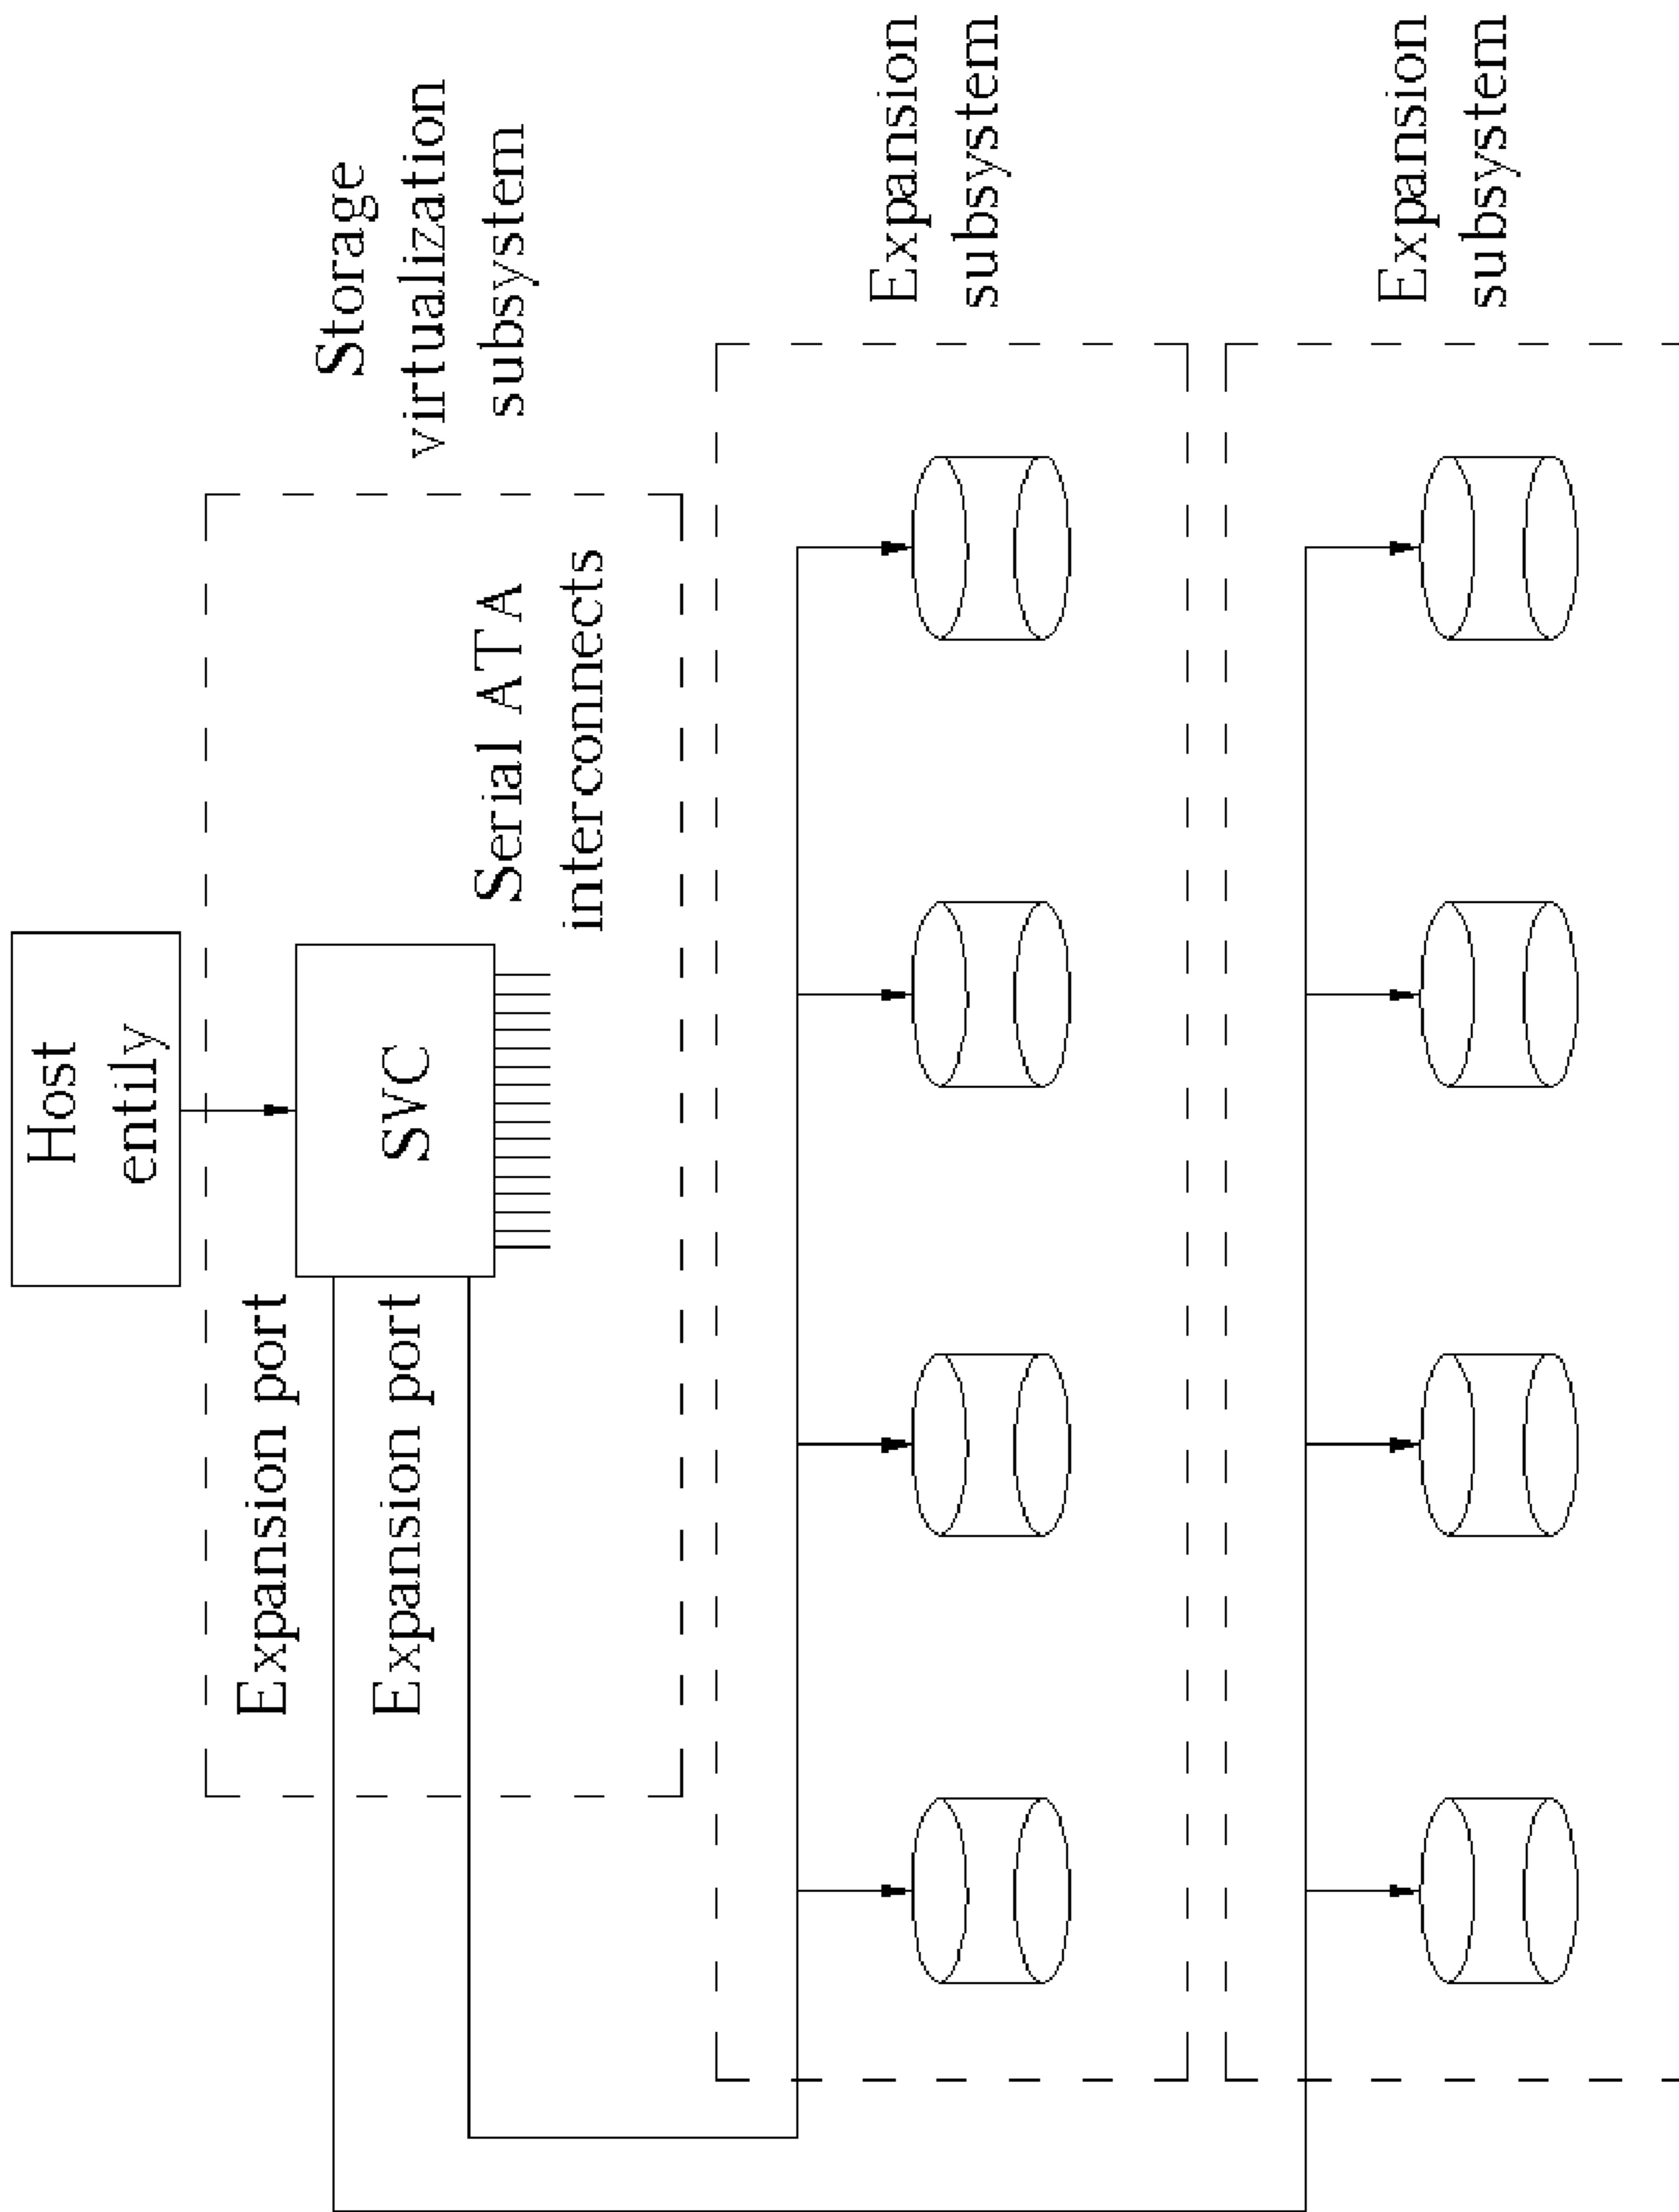 Host
entily
Storage
virtualization
subsystem
Expansion port
SVC
Expansion port
Serial ATA
interconnects
Expansion
subsystem
Expansion
subsystem